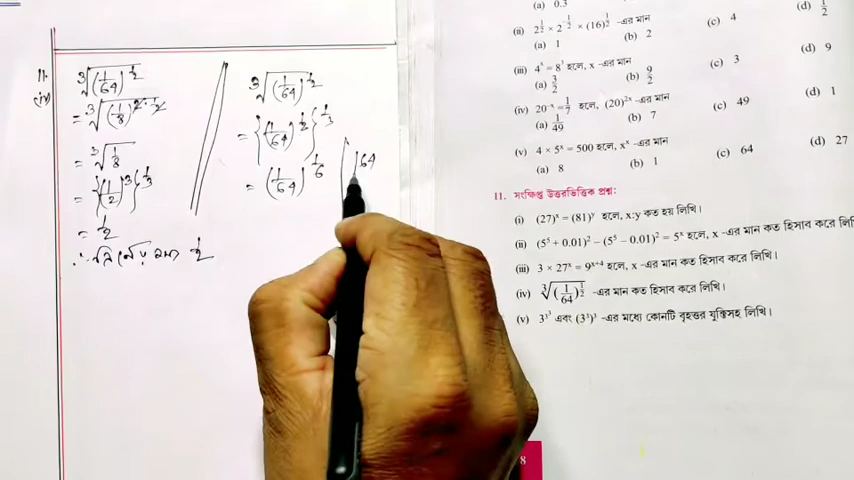 11.
(iv) ∛(1/64)^½
= ∛(1/8)^2·½
= ∛1/8
= {(1/2)^3}^⅓
= 1/2
∴ নির্ণেয় মান 1/2
∛(1/64)^½
= {(1/64)^½}^⅓
= (1/64)^1/6
64
(a) 0.3
(d) 1/2
(ii) 2^½ × 2^-½ × (16)^½ -এর মান
(a) 1 (b) 2 (c) 4
(iii) 4^x = 8^3 হলে, x -এর মান
(a) 3/2 (b) 9/2 (c) 3 (d) 9
(iv) 20^-x = 1/7 হলে, (20)^2x -এর মান
(a) 1/49 (b) 7 (c) 49 (d) 1
(v) 4 × 5^x = 500 হলে, x^x -এর মান
(a) 8 (b) 1 (c) 64 (d) 27
11. সংক্ষিপ্ত উত্তরভিত্তিক প্রশ্ন:
(i) (27)^x = (81)^y হলে, x:y কত হয় লিখি।
(ii) (5^5 + 0.01)^2 – (5^5 – 0.01)^2 = 5^x হলে, x -এর মান কত হিসাব করে লিখি।
(iii) 3 × 27^x = 9^x+4 হলে, x -এর মান কত হিসাব করে লিখি।
(iv) ∛(1/64)^½ -এর মান কত হিসাব করে লিখি।
(v) 3^3^3 এবং (3^3)^3 -এর মধ্যে কোনটি বৃহত্তর যুক্তিসহ লিখি।
8